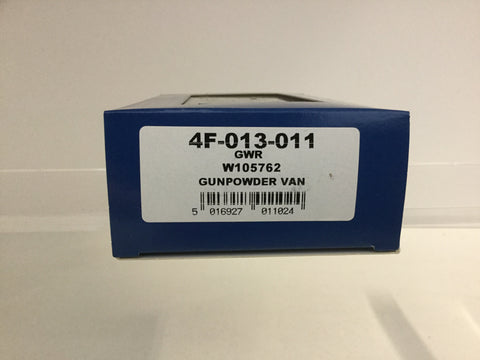 4F-013-011
GWR
W105762
GUNPOWDER VAN
5 016927 011024